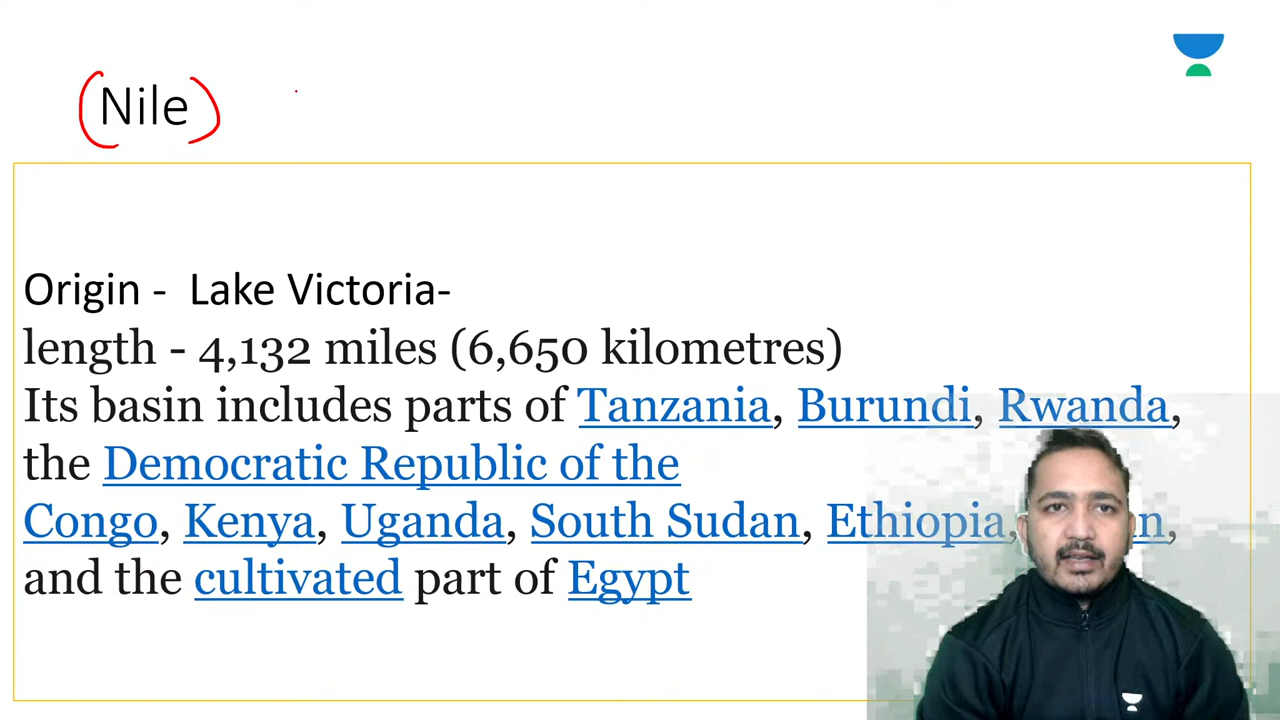 Nile
Origin - Lake Victoria-
length - 4,132 miles (6,650 kilometres)
Its basin includes parts of Tanzania, Burundi, Rwanda,
the Democratic Republic of the
Congo, Kenya, Uganda, South Sudan, Ethiopia,
and the cultivated part of Egypt